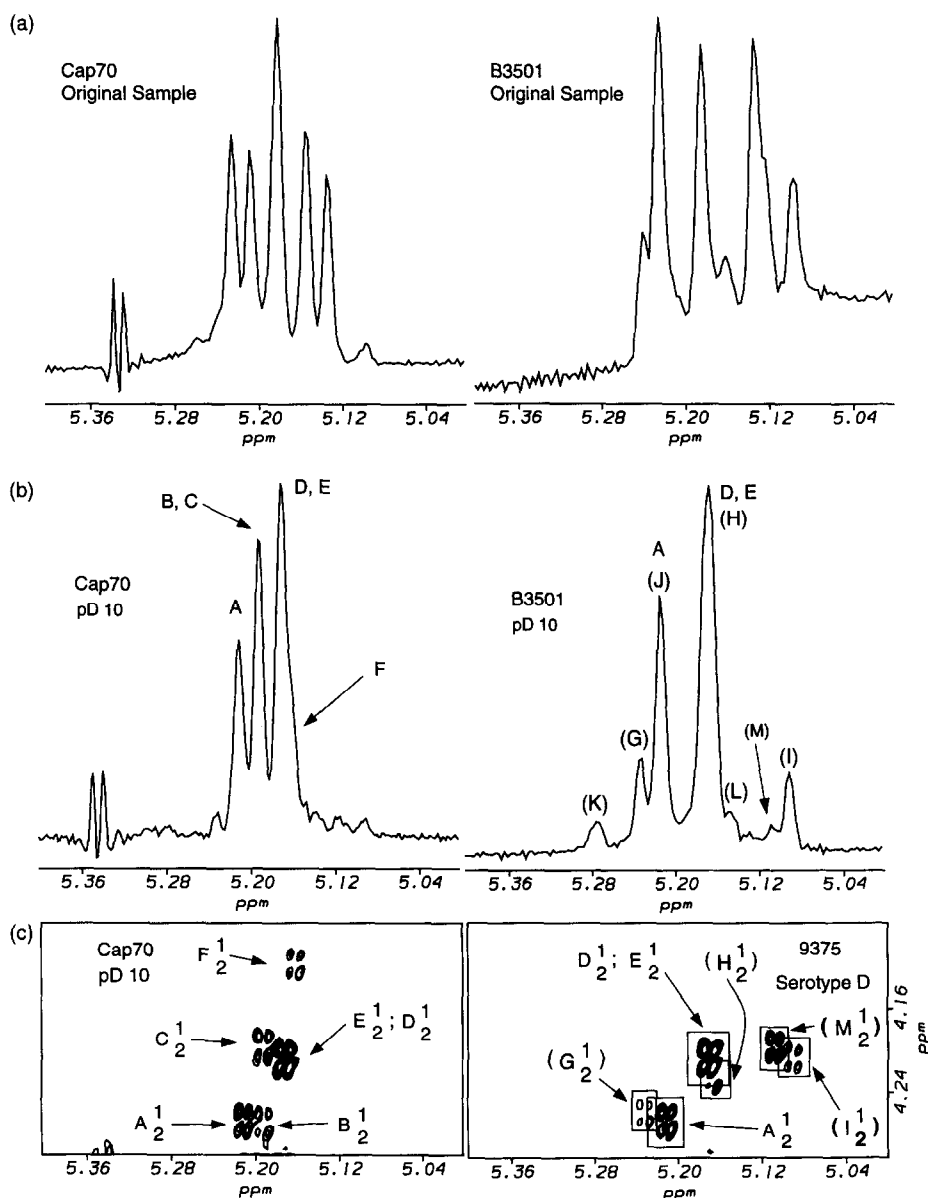 (a)
Cap70
Original Sample
B3501
Original Sample
5.36 5.28 5.20 5.12 5.04
ppm
5.36 5.28 5.20 5.12 5.04
ppm
(b)
B, C
D, E
Cap70
pD 10
A
F
D, E
(H)
A
(J)
B3501
pD 10
(G)
(K)
(L)
(M)
(I)
5.36 5.28 5.20 5.12 5.04
ppm
5.36 5.28 5.20 5.12 5.04
ppm
(c)
Cap70
pD 10
F 1 2
C 1 2
E 1 2 ; D 1 2
A 1 2
B 1 2
D 1 2 ; E 1 2
(H 1 2)
9375
Serotype D
(G 1 2)
(M 1 2)
(I 1 2)
A 1 2
4.16
4.24
ppm
5.36 5.28 5.20 5.12 5.04
ppm
5.36 5.28 5.20 5.12 5.04
ppm